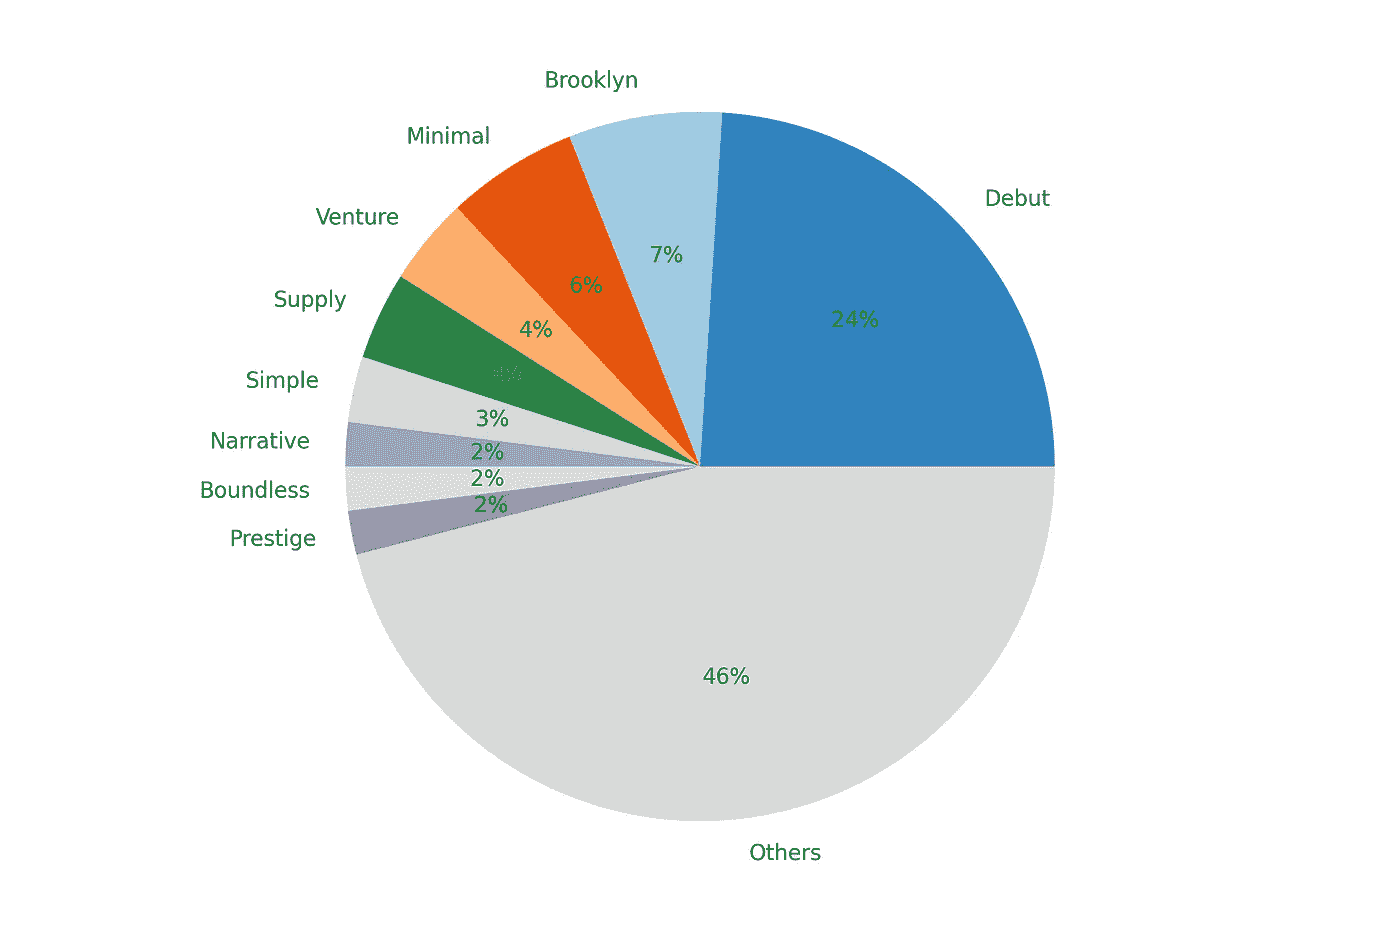 Brooklyn
Minimal
Venture
Debut
Supply
Simple
Narrative
Boundless
Prestige
Others
7%
6%
24%
4%
3%
2%
2%
2%
46%